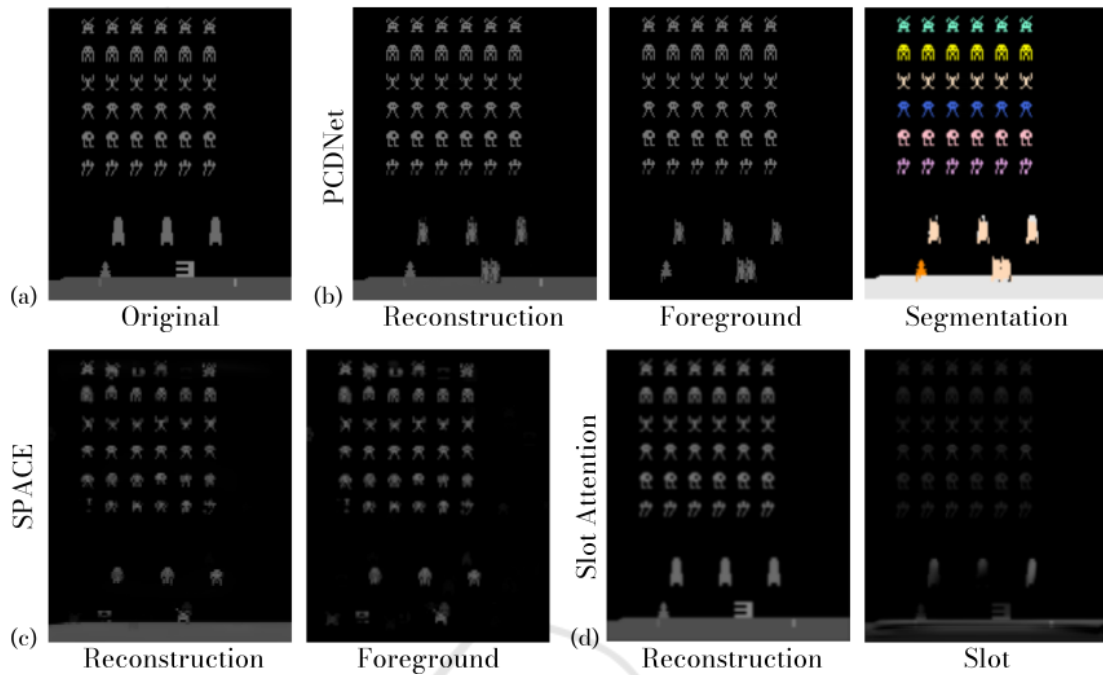 PCDNet
(a)
(b)
Original
Reconstruction
Foreground
Segmentation
SPACE
Slot Attention
(c)
(d)
Reconstruction
Foreground
Reconstruction
Slot